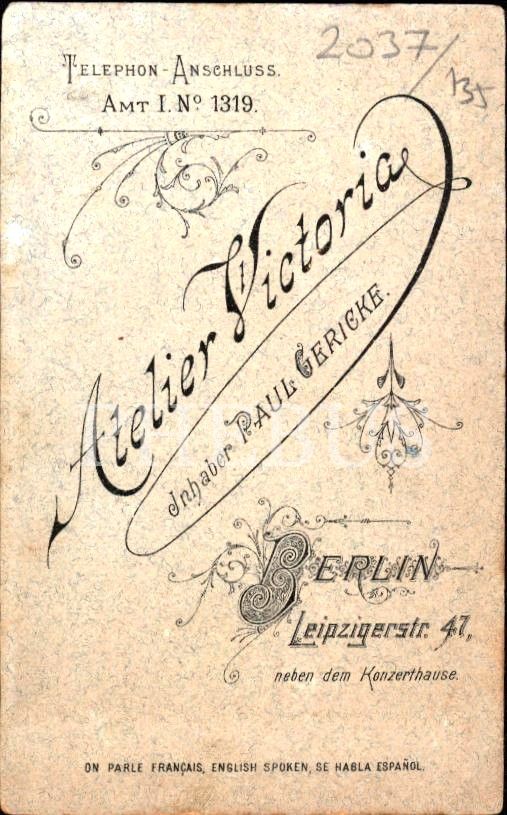 2037/135
TELEPHON-ANSCHLUSS.
AMT I. Nº 1319.
Atelier Victoria
Inhaber PAUL GERICKE.
BERLIN
Leipzigerstr. 47,
neben dem Konzerthause.
ON PARLE FRANÇAIS, ENGLISH SPOKEN, SE HABLA ESPAÑOL.